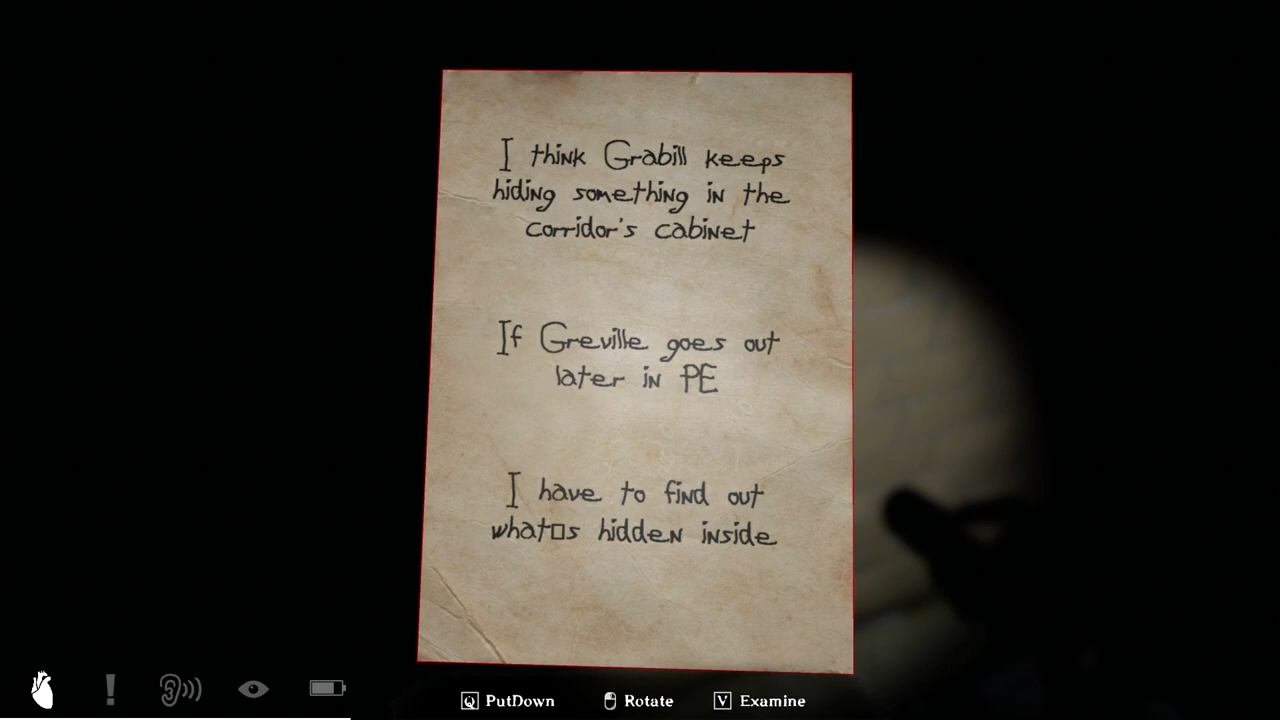 I think Grabill keeps
hiding something in the
corridor's cabinet
If Greville goes out
later in PE
I have to find out
what□s hidden inside
Q PutDown Rotate V Examine